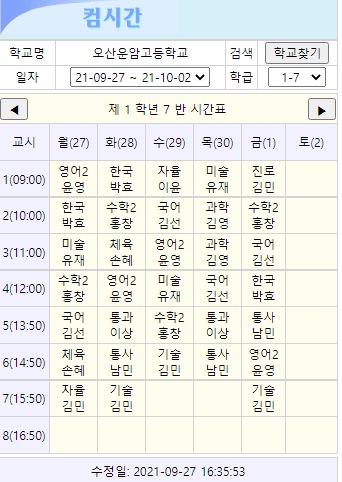 컴시간
학교명 오산운암고등학교 검색 학교찾기
일자 21-09-27 ~ 21-10-02 학급 1-7
◀ 제 1 학년 7 반 시간표 ▶
교시 월(27) 화(28) 수(29) 목(30) 금(1) 토(2)
1(09:00) 영어2 한국 자율 미술 진로
윤영 박효 이윤 유재 김민
2(10:00) 한국 수학2 국어 과학 수학2
박효 홍창 김선 김영 홍창
3(11:00) 미술 체육 영어2 과학 국어
유재 손혜 윤영 김영 김선
4(12:00) 수학2 영어2 미술 국어 한국
홍창 윤영 유재 김선 박효
5(13:50) 국어 통과 수학2 통과 통사
김선 이상 홍창 이상 남민
6(14:50) 체육 통사 기술 통사 영어2
손혜 남민 김민 남민 윤영
7(15:50) 자율 기술 기술
김민 김민 김민
8(16:50)
수정일: 2021-09-27 16:35:53